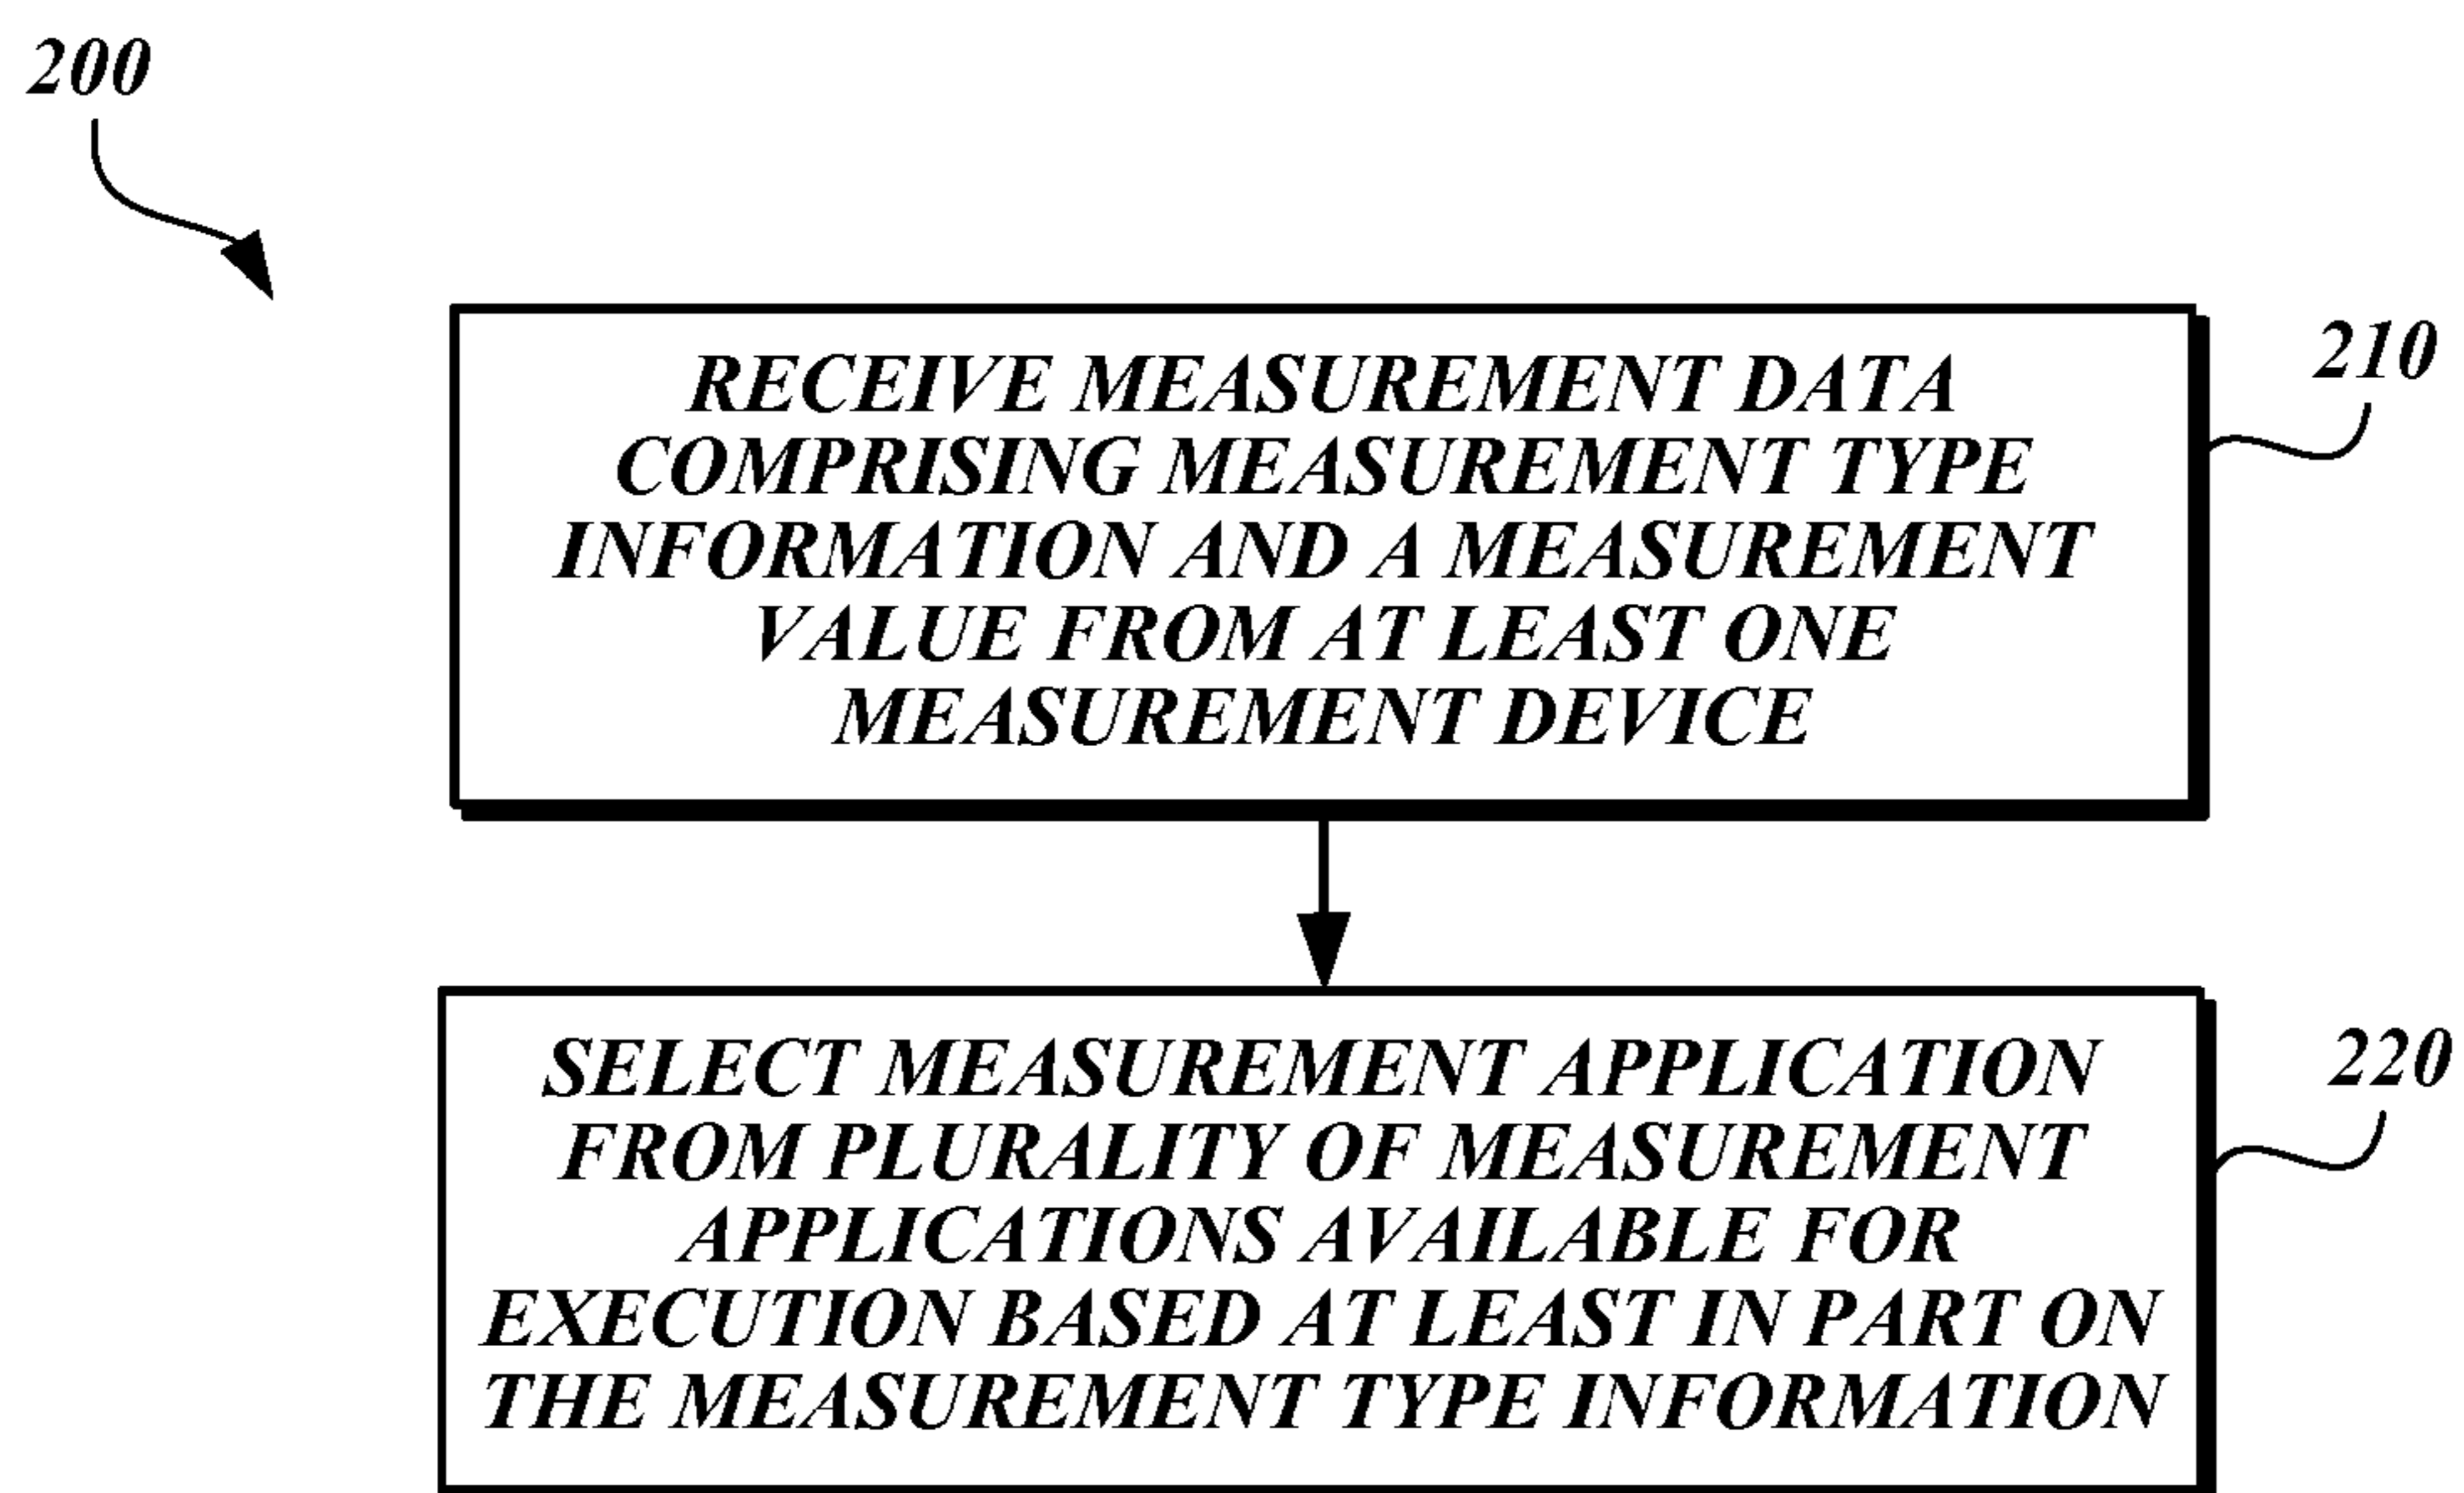 200
RECEIVE MEASUREMENT DATA
COMPRISING MEASUREMENT TYPE
INFORMATION AND A MEASUREMENT
VALUE FROM AT LEAST ONE
MEASUREMENT DEVICE
210
SELECT MEASUREMENT APPLICATION
FROM PLURALITY OF MEASUREMENT
APPLICATIONS AVAILABLE FOR
EXECUTION BASED AT LEAST IN PART ON
THE MEASUREMENT TYPE INFORMATION
220